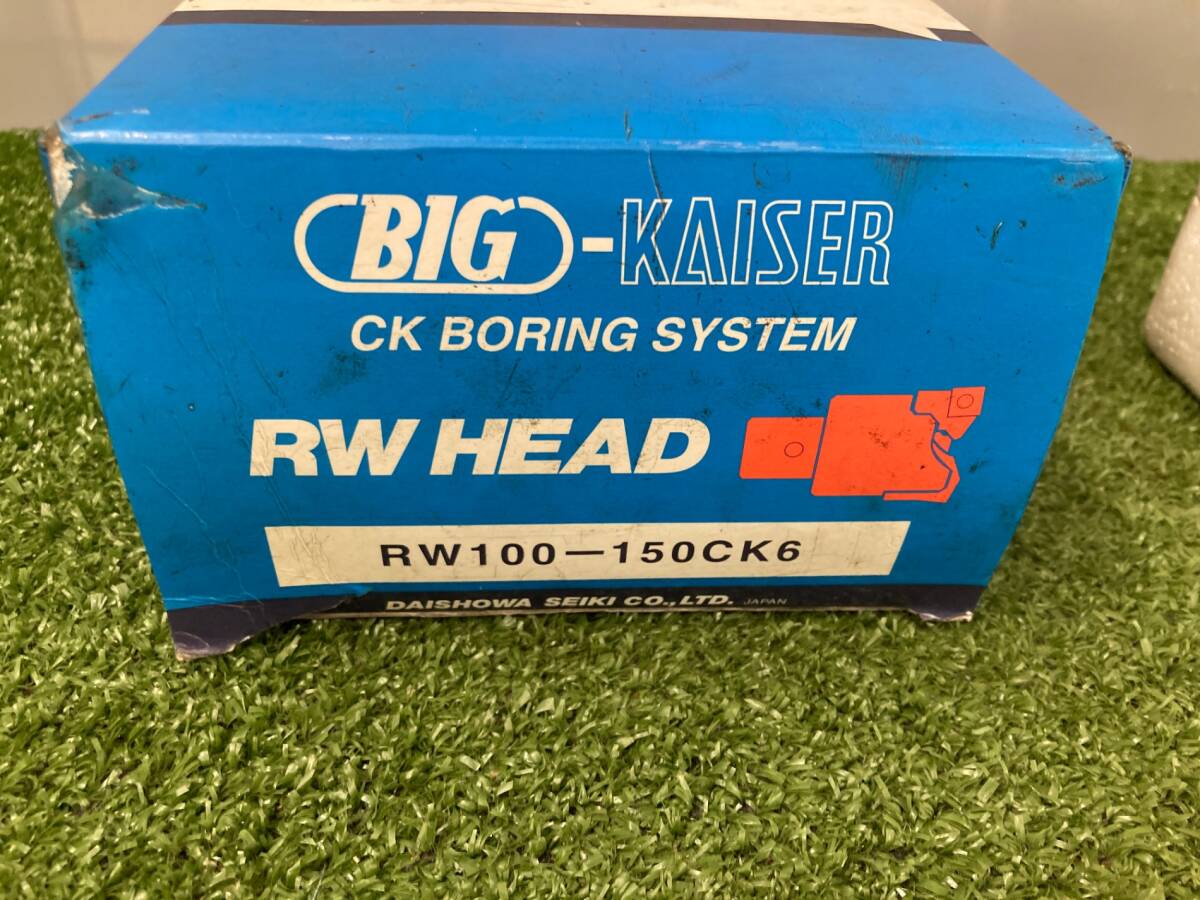 BIG-KAISER
CK BORING SYSTEM
RW HEAD
RW100-150CK6
DAISHOWA SEIKI CO., LTD. JAPAN